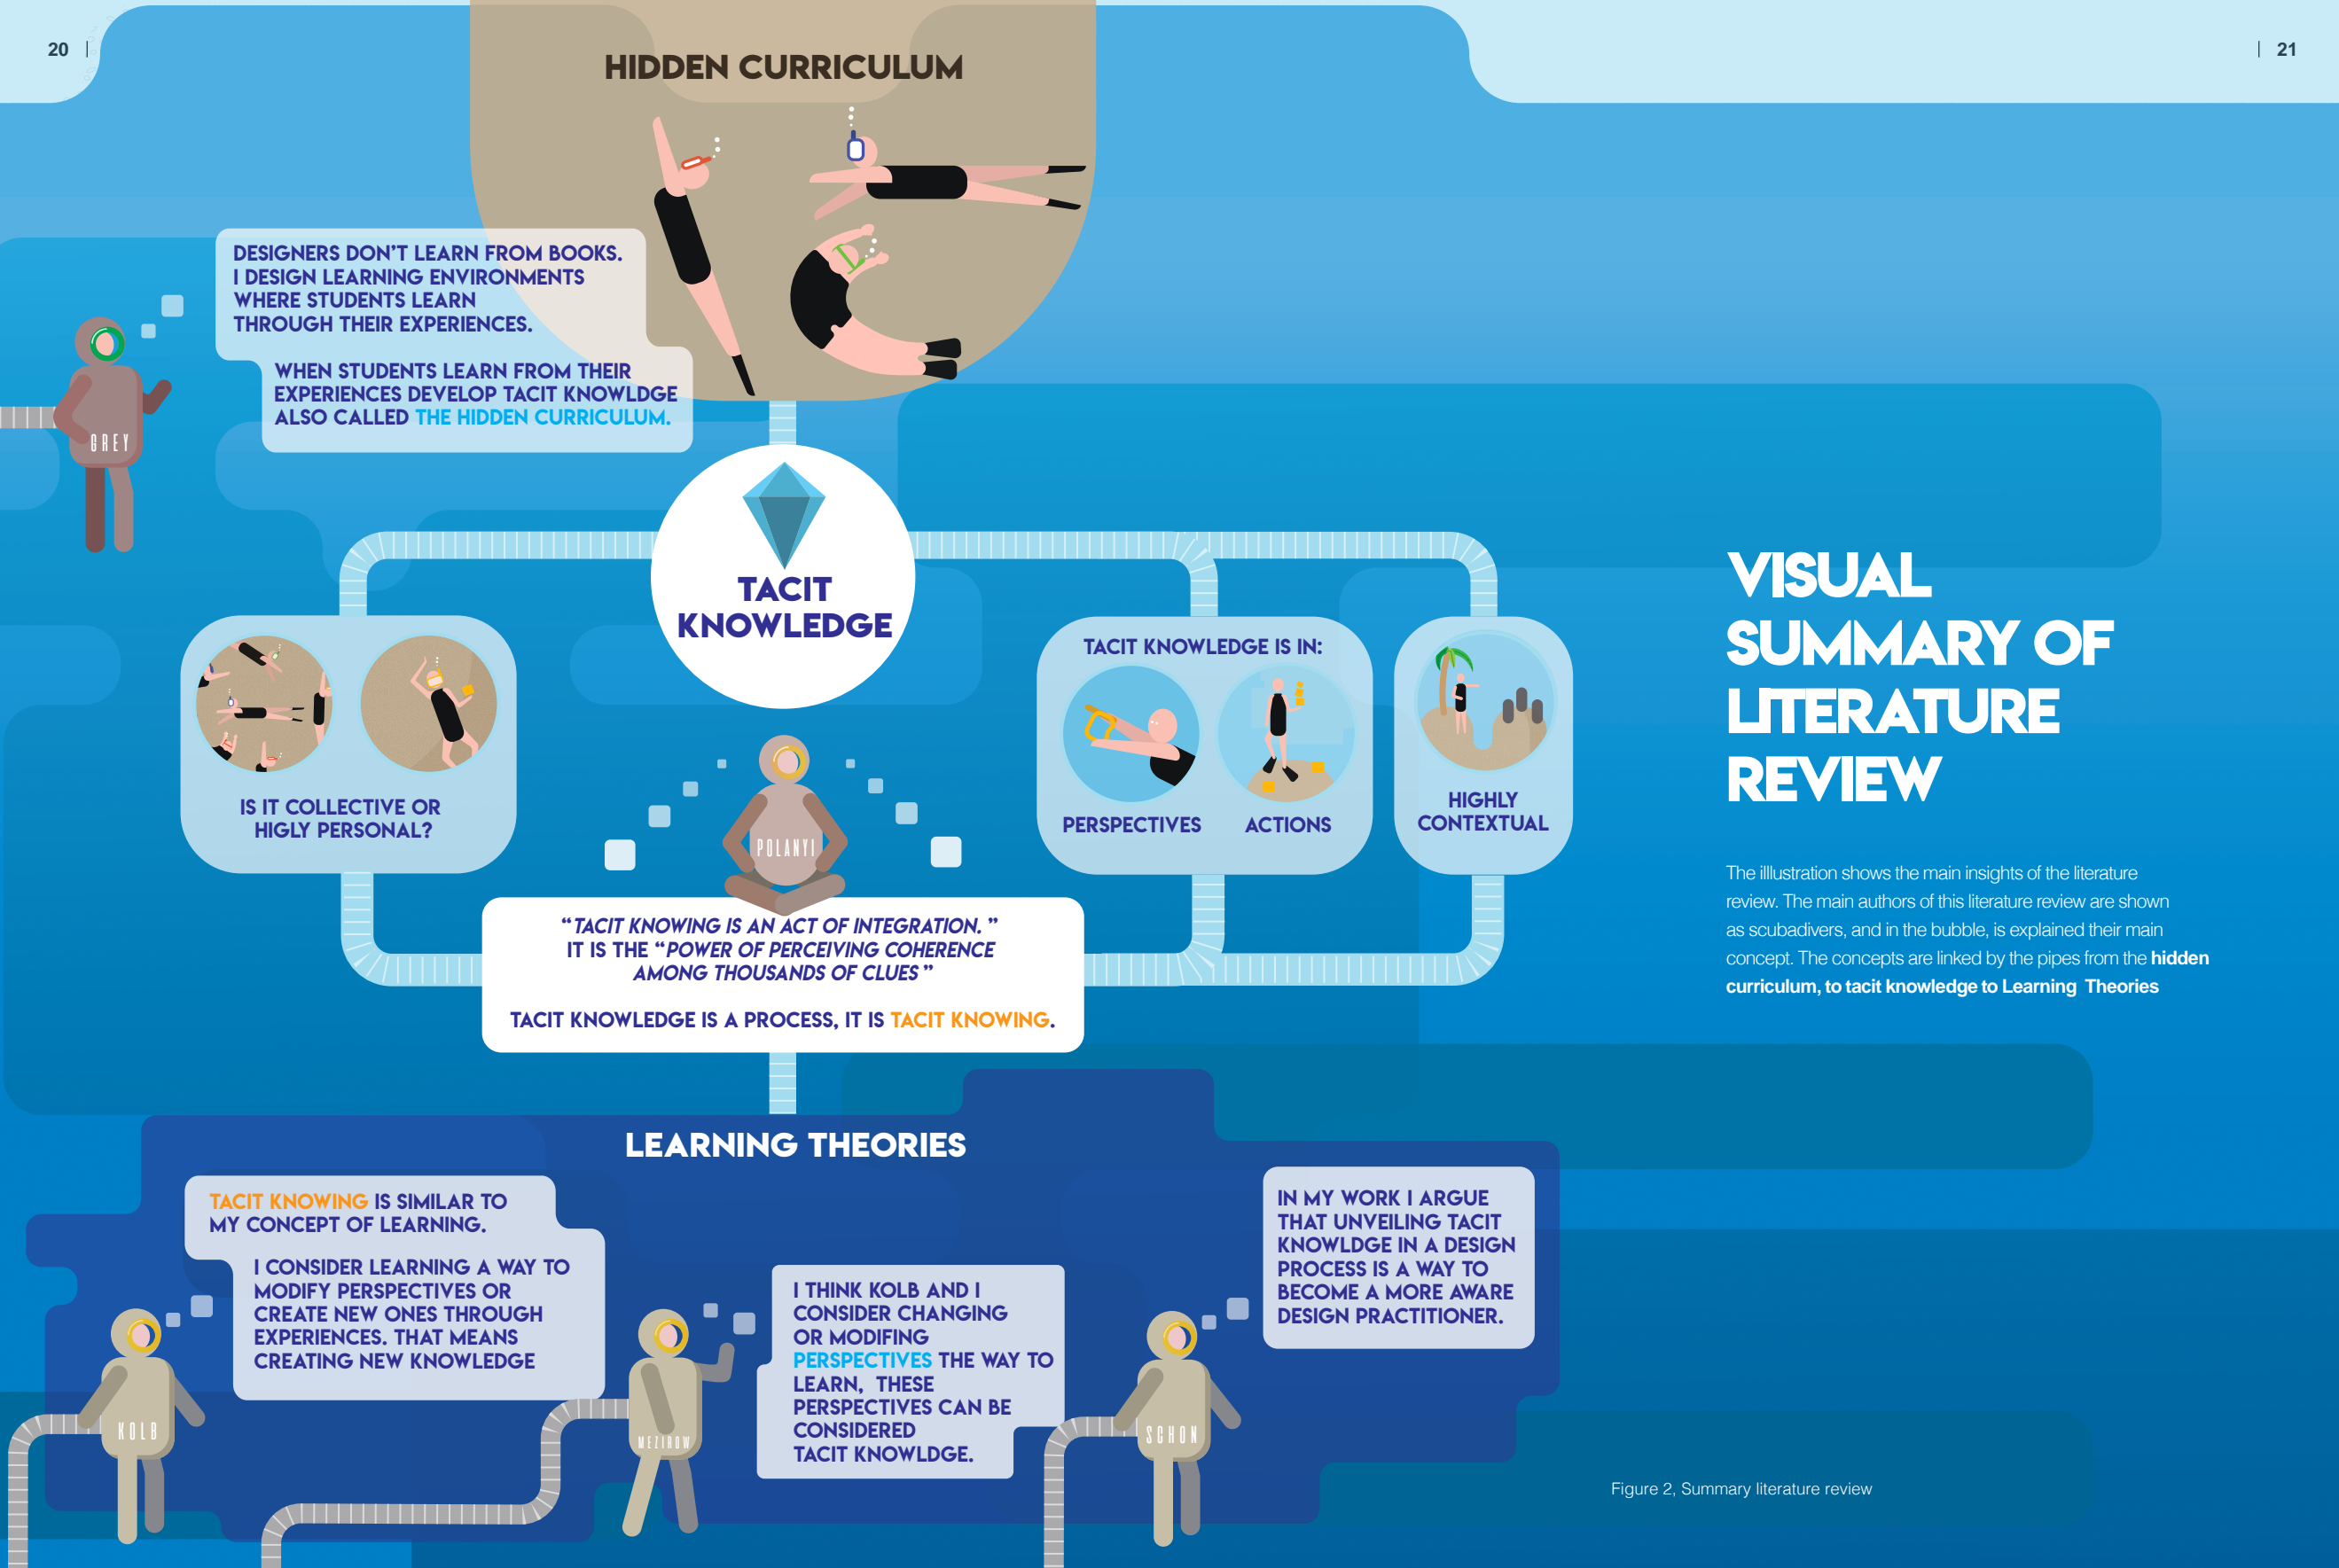 20 |
| 21
HIDDEN CURRICULUM
DESIGNERS DON'T LEARN FROM BOOKS.
I DESIGN LEARNING ENVIRONMENTS
WHERE STUDENTS LEARN
THROUGH THEIR EXPERIENCES.
WHEN STUDENTS LEARN FROM THEIR
EXPERIENCES DEVELOP TACIT KNOWLDGE
ALSO CALLED THE HIDDEN CURRICULUM.
GREY
TACIT
KNOWLEDGE
IS IT COLLECTIVE OR
HIGLY PERSONAL?
TACIT KNOWLEDGE IS IN:
PERSPECTIVES
ACTIONS
HIGHLY
CONTEXTUAL
POLANYI
“TACIT KNOWING IS AN ACT OF INTEGRATION. ”
IT IS THE “POWER OF PERCEIVING COHERENCE
AMONG THOUSANDS OF CLUES ”
TACIT KNOWLEDGE IS A PROCESS, IT IS TACIT KNOWING.
VISUAL
SUMMARY OF
LITERATURE
REVIEW
The illlustration shows the main insights of the literature
review. The main authors of this literature review are shown
as scubadivers, and in the bubble, is explained their main
concept. The concepts are linked by the pipes from the hidden
curriculum, to tacit knowledge to Learning Theories
LEARNING THEORIES
TACIT KNOWING IS SIMILAR TO
MY CONCEPT OF LEARNING.
I CONSIDER LEARNING A WAY TO
MODIFY PERSPECTIVES OR
CREATE NEW ONES THROUGH
EXPERIENCES. THAT MEANS
CREATING NEW KNOWLEDGE
KOLB
MEZIROW
I THINK KOLB AND I
CONSIDER CHANGING
OR MODIFING
PERSPECTIVES THE WAY TO
LEARN, THESE
PERSPECTIVES CAN BE
CONSIDERED
TACIT KNOWLDGE.
SCHON
IN MY WORK I ARGUE
THAT UNVEILING TACIT
KNOWLDGE IN A DESIGN
PROCESS IS A WAY TO
BECOME A MORE AWARE
DESIGN PRACTITIONER.
Figure 2, Summary literature review